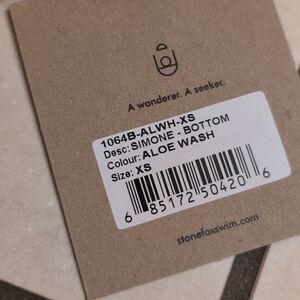 A wanderer. A seeker.
1064B-ALWH-XS
Desc: SIMONE - BOTTOM
Colour: ALOE WASH
Size: XS
6 85172 50420 6
stonefoxswim.com